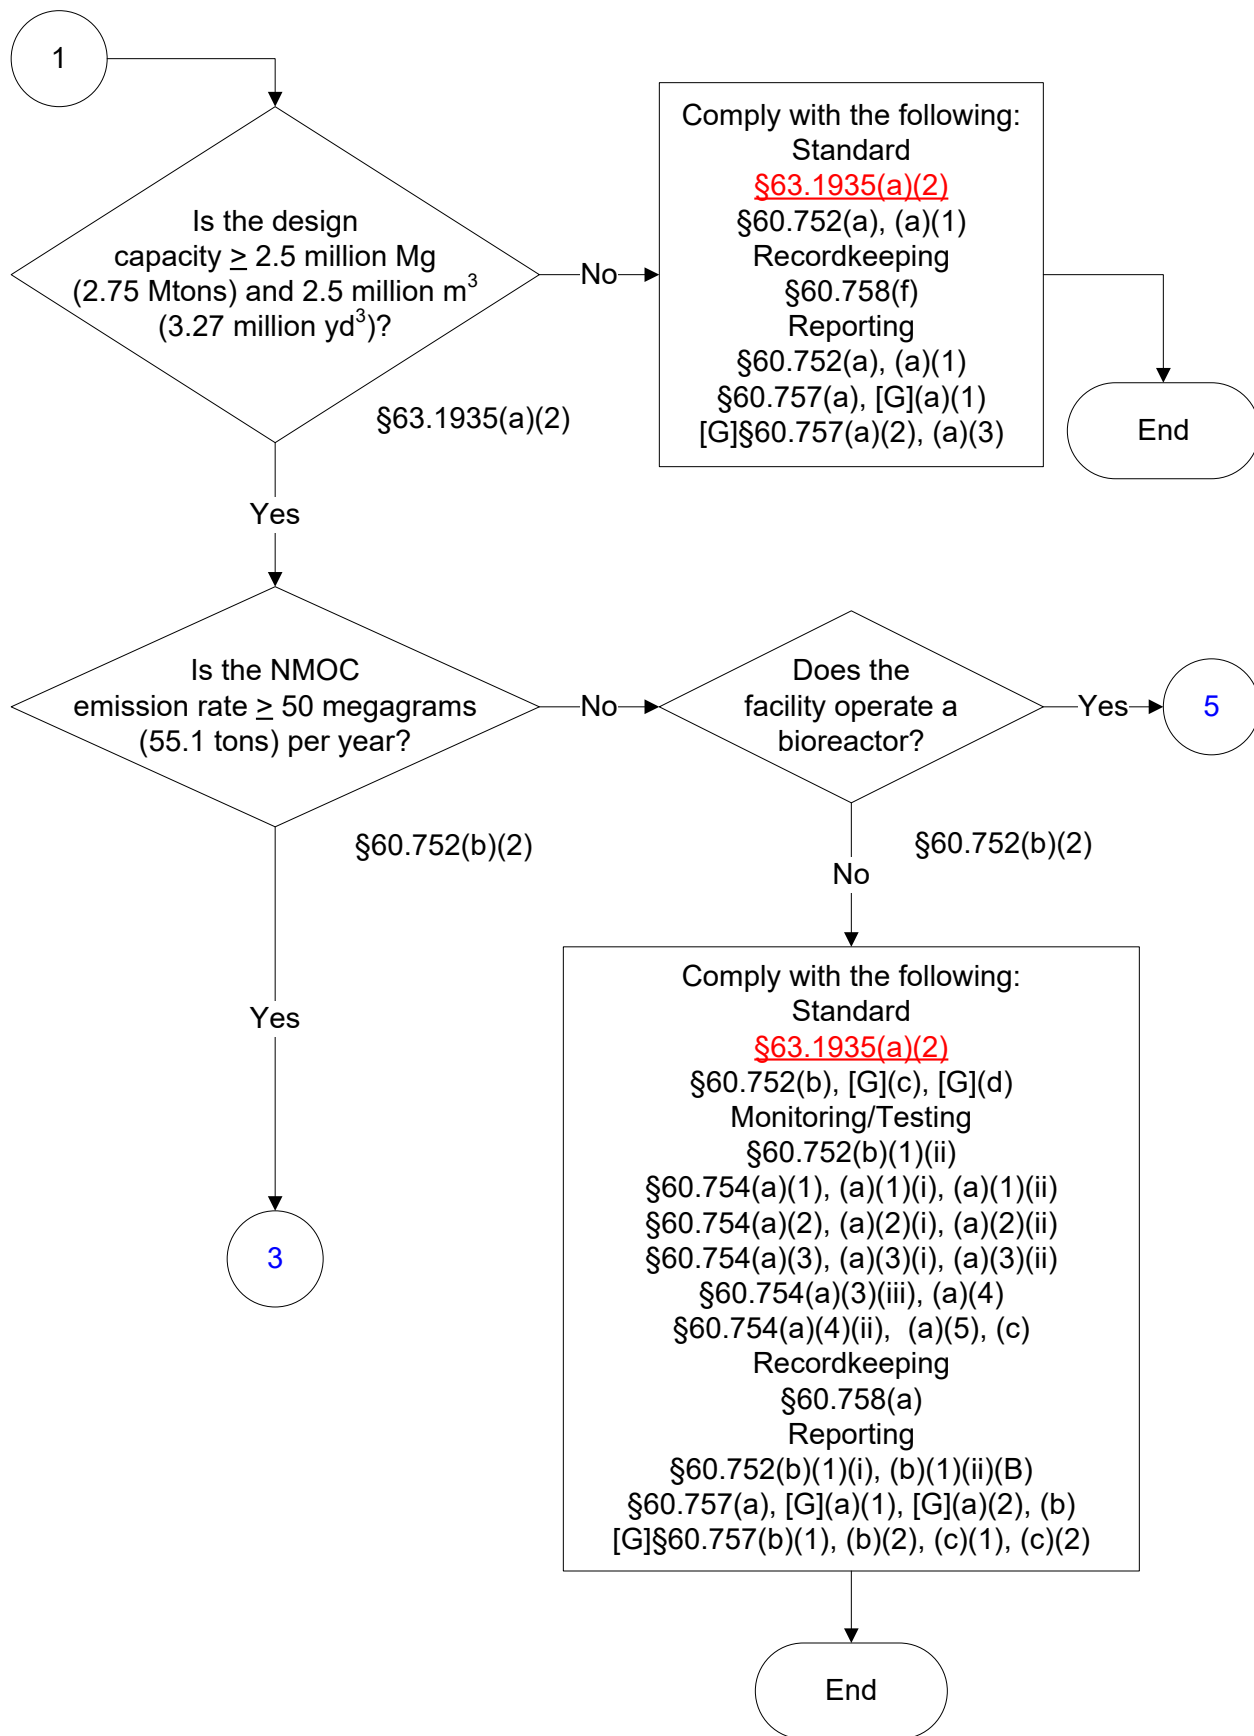 1
Is the design
capacity ≥ 2.5 million Mg
(2.75 Mtons) and 2.5 million m³
(3.27 million yd³)?
§63.1935(a)(2)
No
Comply with the following:
Standard
§63.1935(a)(2)
§60.752(a), (a)(1)
Recordkeeping
§60.758(f)
Reporting
§60.752(a), (a)(1)
§60.757(a), [G](a)(1)
[G]§60.757(a)(2), (a)(3)
End
Yes
Is the NMOC
emission rate ≥ 50 megagrams
(55.1 tons) per year?
§60.752(b)(2)
No
Does the
facility operate a
bioreactor?
§60.752(b)(2)
Yes
5
Yes
3
No
Comply with the following:
Standard
§63.1935(a)(2)
§60.752(b), [G](c), [G](d)
Monitoring/Testing
§60.752(b)(1)(ii)
§60.754(a)(1), (a)(1)(i), (a)(1)(ii)
§60.754(a)(2), (a)(2)(i), (a)(2)(ii)
§60.754(a)(3), (a)(3)(i), (a)(3)(ii)
§60.754(a)(3)(iii), (a)(4)
§60.754(a)(4)(ii),  (a)(5), (c)
Recordkeeping
§60.758(a)
Reporting
§60.752(b)(1)(i), (b)(1)(ii)(B)
§60.757(a), [G](a)(1), [G](a)(2), (b)
[G]§60.757(b)(1), (b)(2), (c)(1), (c)(2)
End